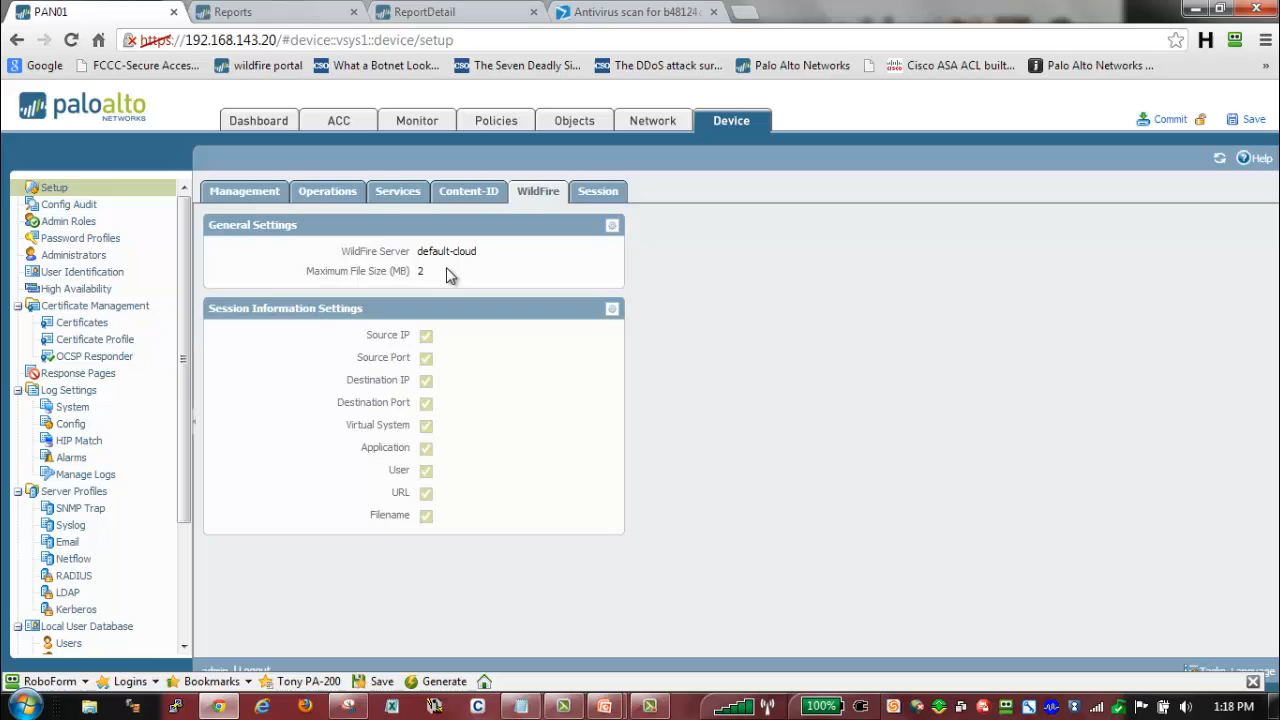 PAN01
Reports
ReportDetail
Antivirus scan for b48124c
https://192.168.143.20/#device::vsys1::device/setup
Google
FCCC-Secure Acces...
wildfire portal
What a Botnet Look...
The Seven Deadly Si...
The DDoS attack sur...
Palo Alto Networks
Cisco ASA ACL built...
Palo Alto Networks ...
»
paloalto
NETWORKS
Dashboard
ACC
Monitor
Policies
Objects
Network
Device
Commit
Save
Help
Setup
Config Audit
Admin Roles
Password Profiles
Administrators
User Identification
High Availability
Certificate Management
Certificates
Certificate Profile
OCSP Responder
Response Pages
Log Settings
System
Config
HIP Match
Alarms
Manage Logs
Server Profiles
SNMP Trap
Syslog
Email
Netflow
RADIUS
LDAP
Kerberos
Local User Database
Users
Management
Operations
Services
Content-ID
WildFire
Session
General Settings
WildFire Server default-cloud
Maximum File Size (MB) 2
Session Information Settings
Source IP
Source Port
Destination IP
Destination Port
Virtual System
Application
User
URL
Filename
admin | Logout
Tasks Language
RoboForm
Logins
Bookmarks
Tony PA-200
Save
Generate
100%
1:18 PM